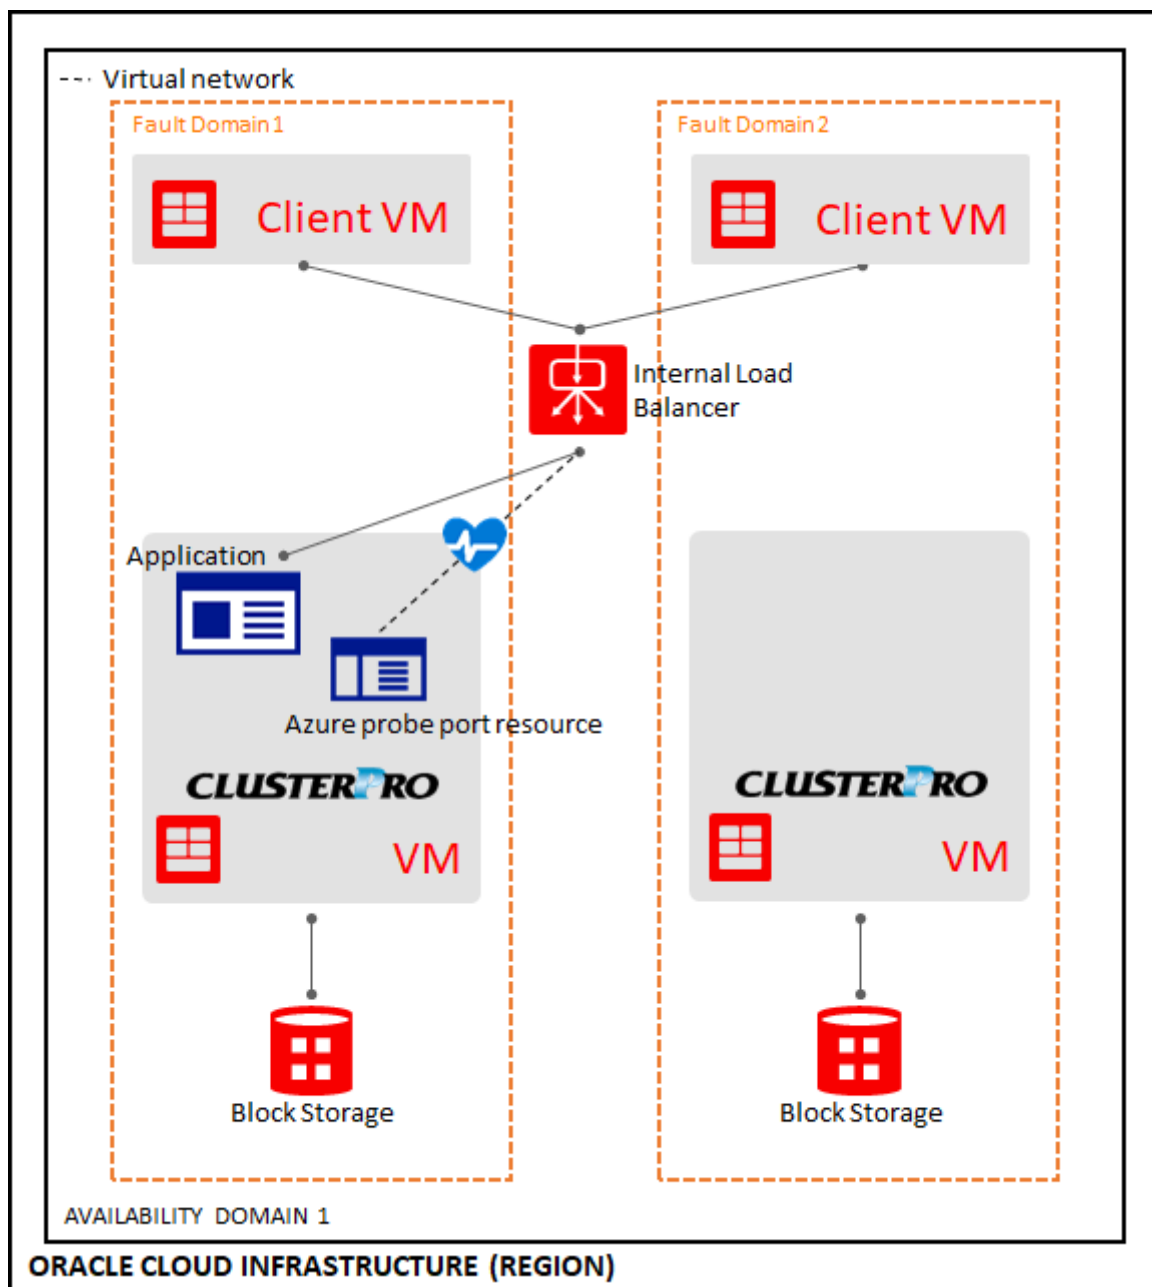 --- Virtual network
Fault Domain 1
Fault Domain 2
Client VM
Client VM
Internal Load
Balancer
Application
Azure probe port resource
CLUSTERPRO
CLUSTERPRO
VM
VM
Block Storage
Block Storage
AVAILABILITY DOMAIN 1
ORACLE CLOUD INFRASTRUCTURE (REGION)